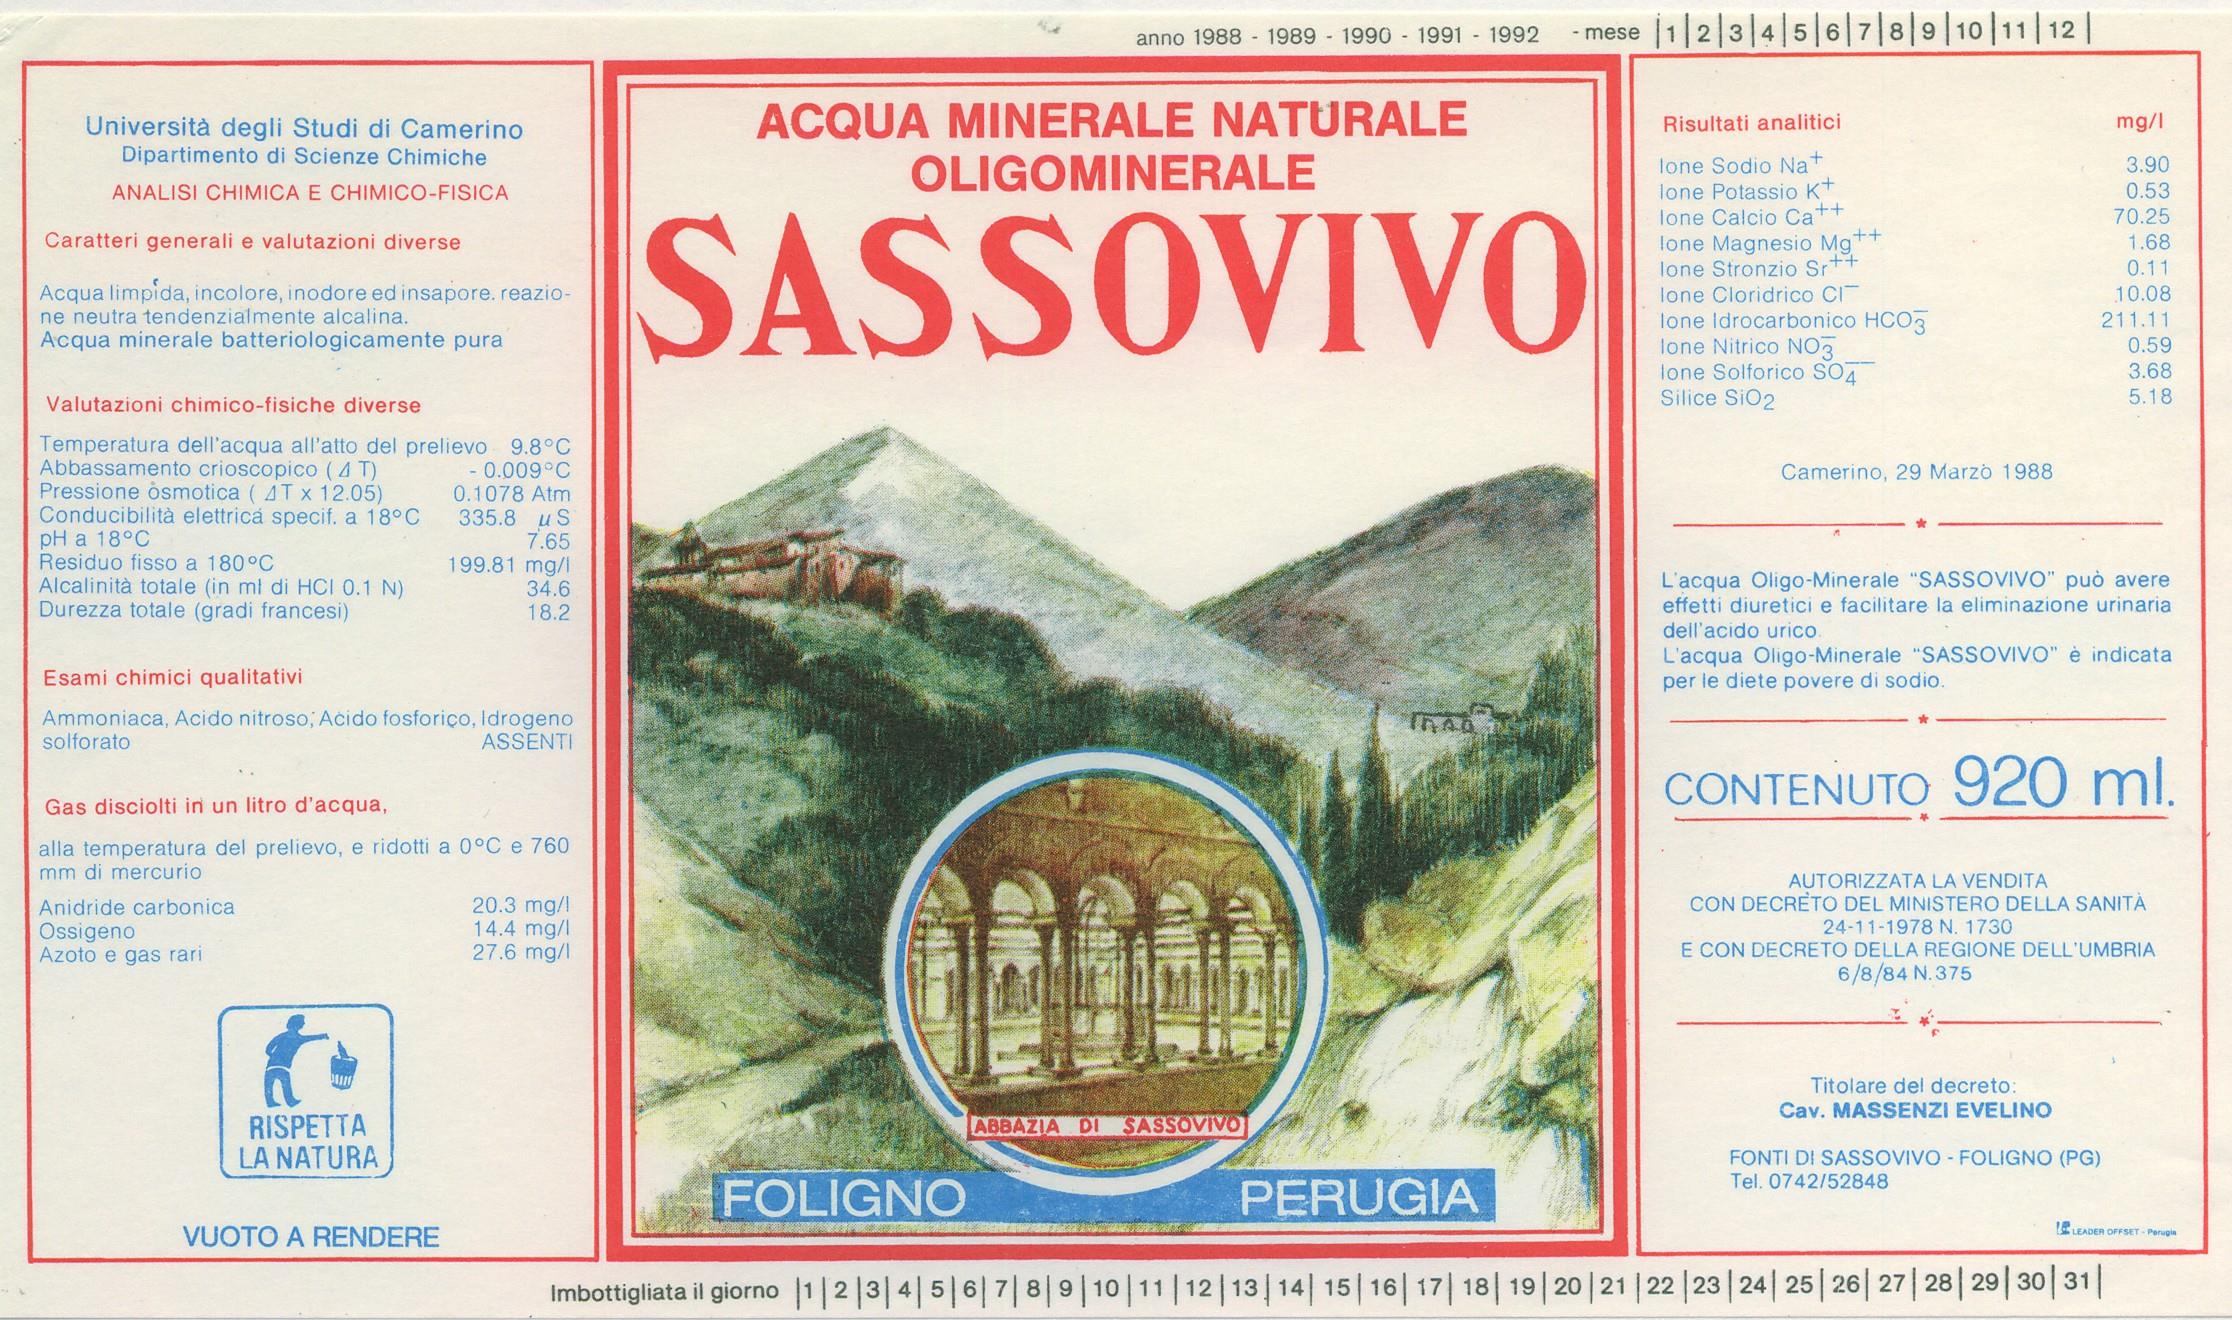 anno 1988 - 1989 - 1990 - 1991 - 1992 - mese |1|2|3|4|5|6|7|8|9|10|11|12|
Università degli Studi di Camerino
Dipartimento di Scienze Chimiche
ANALISI CHIMICA E CHIMICO-FISICA
Caratteri generali e valutazioni diverse
Acqua limpida, incolore, inodore ed insapore. reazio-
ne neutra tendenzialmente alcalina.
Acqua minerale batteriologicamente pura
Valutazioni chimico-fisiche diverse
Temperatura dell'acqua all'atto del prelievo 9.8°C
Abbassamento crioscopico (Δ T) - 0.009°C
Pressione osmotica ( ΔT x 12.05) 0.1078 Atm
Conducibilità elettrica specif. a 18°C 335.8 μS
pH a 18°C 7.65
Residuo fisso a 180°C 199.81 mg/l
Alcalinità totale (in ml di HCl 0.1 N) 34.6
Durezza totale (gradi francesi) 18.2
Esami chimici qualitativi
Ammoniaca, Acido nitroso, Acido fosforico, Idrogeno
solforato ASSENTI
Gas disciolti in un litro d'acqua,
alla temperatura del prelievo, e ridotti a 0°C e 760
mm di mercurio
Anidride carbonica 20.3 mg/l
Ossigeno 14.4 mg/l
Azoto e gas rari 27.6 mg/l
RISPETTA
LA NATURA
VUOTO A RENDERE
ACQUA MINERALE NATURALE
OLIGOMINERALE
SASSOVIVO
ABBAZIA DI SASSOVIVO
FOLIGNO PERUGIA
Risultati analitici mg/l
Ione Sodio Na⁺ 3.90
Ione Potassio K⁺ 0.53
Ione Calcio Ca⁺⁺ 70.25
Ione Magnesio Mg⁺⁺ 1.68
Ione Stronzio Sr⁺⁺ 0.11
Ione Cloridrico Cl⁻ 10.08
Ione Idrocarbonico HCO₃⁻ 211.11
Ione Nitrico NO₃⁻ 0.59
Ione Solforico SO₄⁻⁻ 3.68
Silice SiO₂ 5.18
Camerino, 29 Marzo 1988
L'acqua Oligo-Minerale "SASSOVIVO" può avere
effetti diuretici e facilitare la eliminazione urinaria
dell'acido urico.
L'acqua Oligo-Minerale "SASSOVIVO" è indicata
per le diete povere di sodio.
CONTENUTO 920 ml.
AUTORIZZATA LA VENDITA
CON DECRETO DEL MINISTERO DELLA SANITÀ
24-11-1978 N. 1730
E CON DECRETO DELLA REGIONE DELL'UMBRIA
6/8/84 N.375
Titolare del decreto:
Cav. MASSENZI EVELINO
FONTI DI SASSOVIVO - FOLIGNO (PG)
Tel. 0742/52848
LEADER OFFSET - Perugia
Imbottigliata il giorno |1|2|3|4|5|6|7|8|9|10|11|12|13|14|15|16|17|18|19|20|21|22|23|24|25|26|27|28|29|30|31|